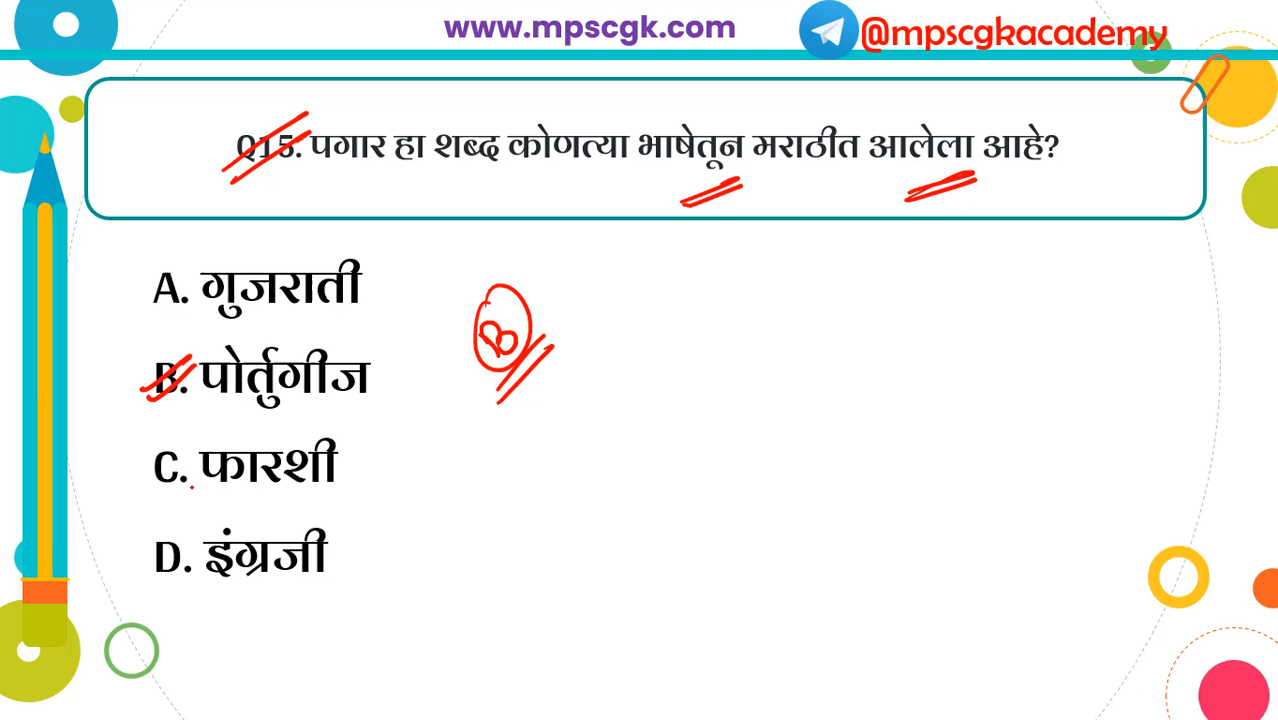 www.mpscgk.com
@mpscgkacademy
Q15. पगार हा शब्द कोणत्या भाषेतून मराठीत आलेला आहे?
A. गुजराती
B
B. पोर्तुगीज
C. फारशी
D. इंग्रजी